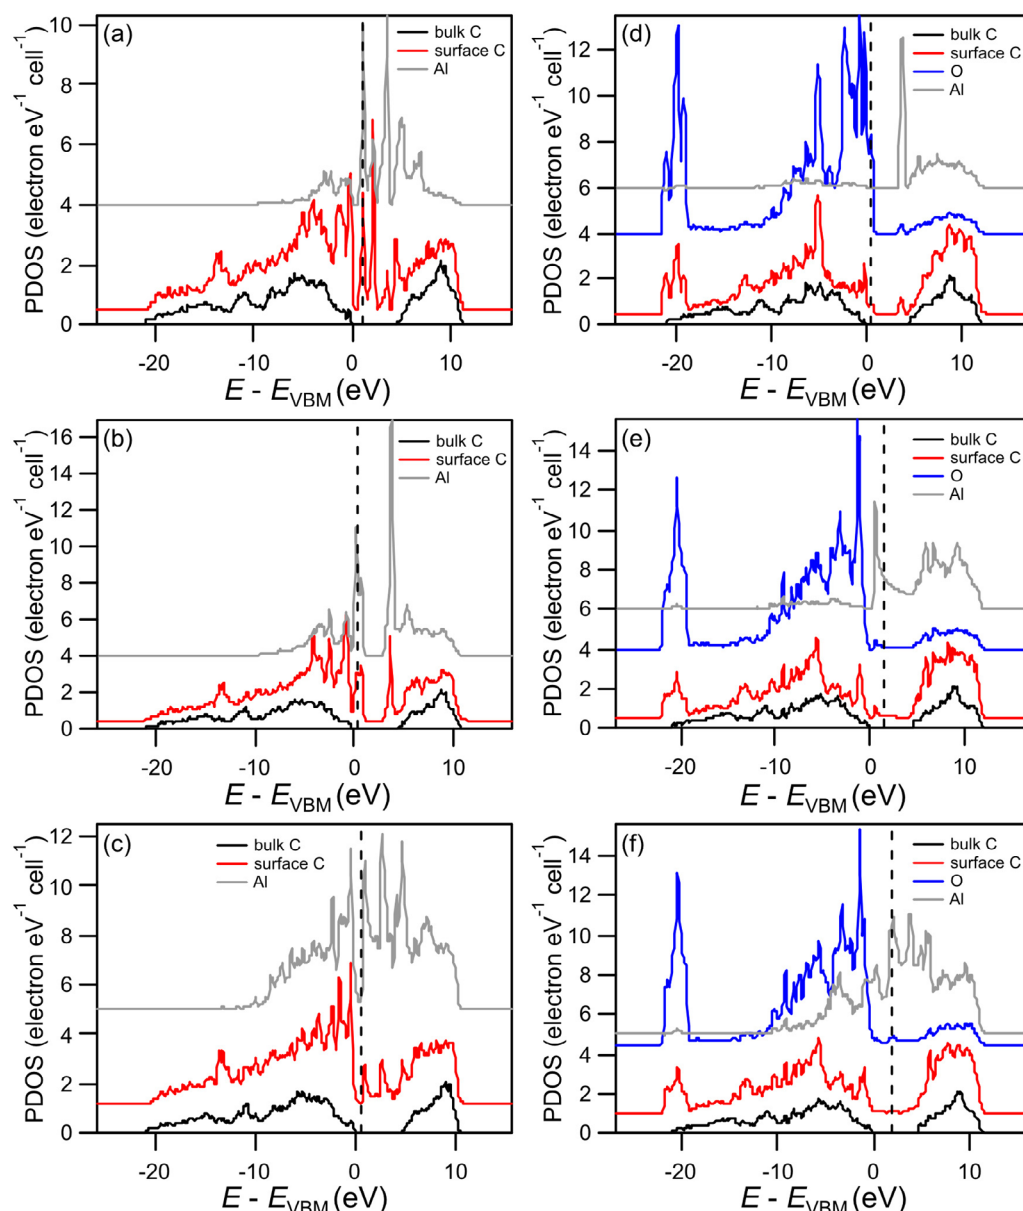 (a)
bulk C
surface C
Al
PDOS (electron eV⁻¹ cell⁻¹)
10
8
6
4
2
0
-20
-10
0
10
E - E_VBM (eV)
(d)
bulk C
surface C
O
Al
PDOS (electron eV⁻¹ cell⁻¹)
12
10
8
6
4
2
0
-20
-10
0
10
E - E_VBM (eV)
(b)
bulk C
surface C
Al
PDOS (electron eV⁻¹ cell⁻¹)
16
14
12
10
8
6
4
2
0
-20
-10
0
10
E - E_VBM (eV)
(e)
bulk C
surface C
O
Al
PDOS (electron eV⁻¹ cell⁻¹)
14
12
10
8
6
4
2
0
-20
-10
0
10
E - E_VBM (eV)
(c)
bulk C
surface C
Al
PDOS (electron eV⁻¹ cell⁻¹)
12
10
8
6
4
2
0
-20
-10
0
10
E - E_VBM (eV)
(f)
bulk C
surface C
O
Al
PDOS (electron eV⁻¹ cell⁻¹)
14
12
10
8
6
4
2
0
-20
-10
0
10
E - E_VBM (eV)